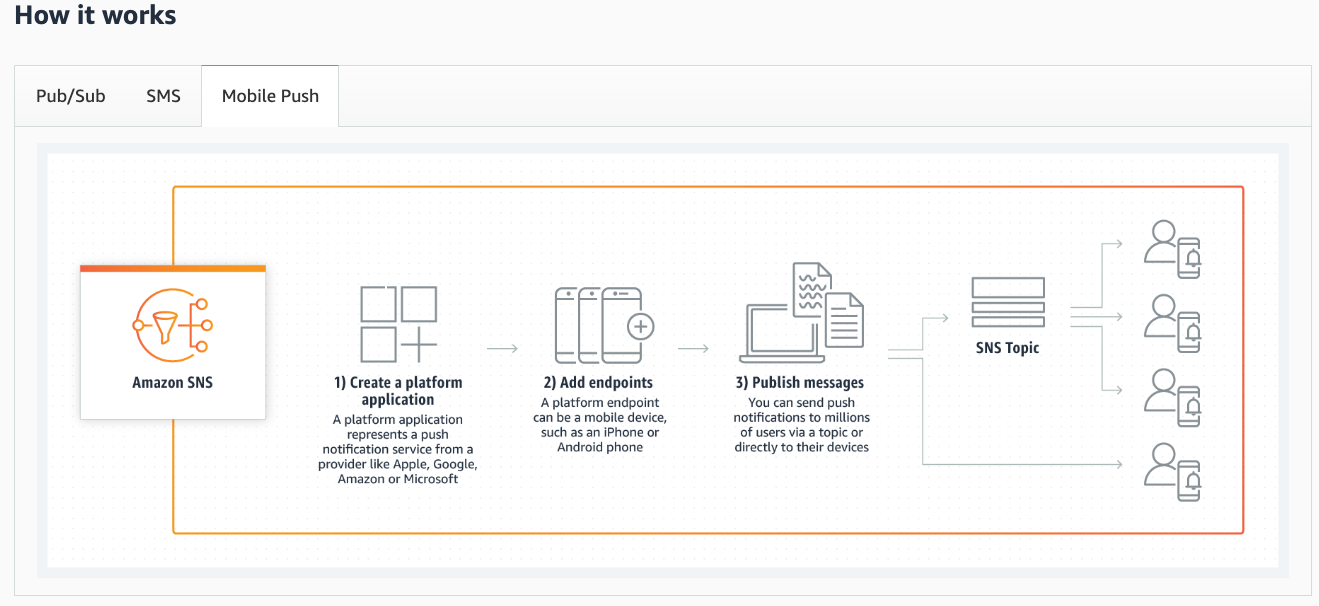 How it works
Pub/Sub
SMS
Mobile Push
Amazon SNS
1) Create a platform
application
A platform application
represents a push
notification service from a
provider like Apple, Google,
Amazon or Microsoft
2) Add endpoints
A platform endpoint
can be a mobile device,
such as an iPhone or
Android phone
3) Publish messages
You can send push
notifications to millions
of users via a topic or
directly to their devices
SNS Topic